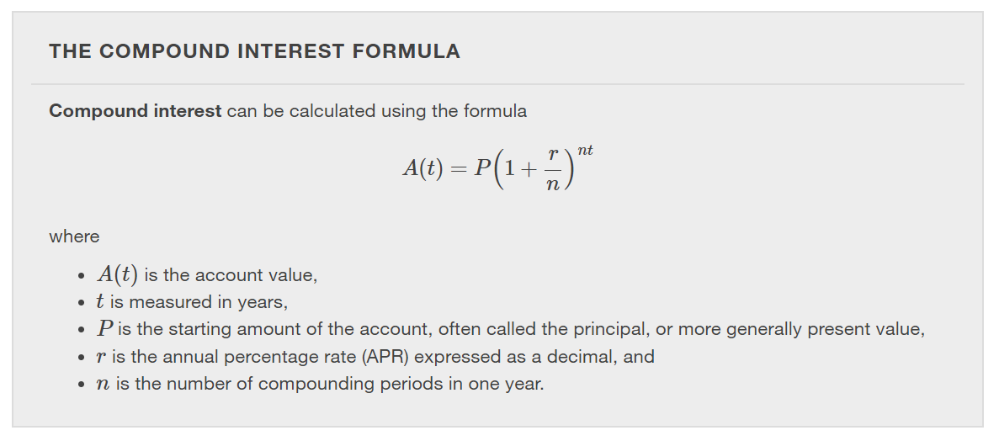 THE COMPOUND INTEREST FORMULA
Compound interest can be calculated using the formula
A(t) = P(1 + r/n)^{nt}
where
• A(t) is the account value,
• t is measured in years,
• P is the starting amount of the account, often called the principal, or more generally present value,
• r is the annual percentage rate (APR) expressed as a decimal, and
• n is the number of compounding periods in one year.